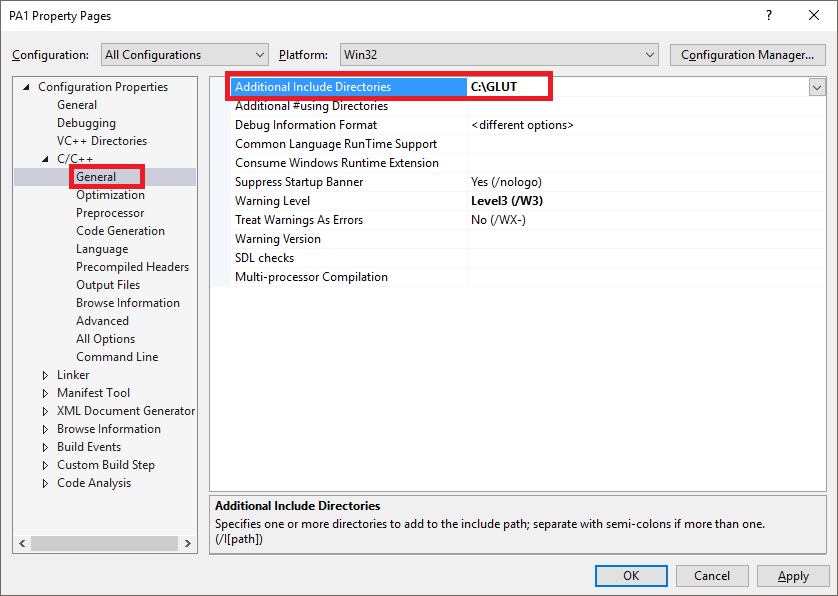 PA1 Property Pages
?
Configuration: All Configurations Platform: Win32 Configuration Manager...
Configuration Properties
General
Debugging
VC++ Directories
C/C++
General
Optimization
Preprocessor
Code Generation
Language
Precompiled Headers
Output Files
Browse Information
Advanced
All Options
Command Line
Linker
Manifest Tool
XML Document Generator
Browse Information
Build Events
Custom Build Step
Code Analysis
Additional Include Directories C:\GLUT
Additional #using Directories
Debug Information Format <different options>
Common Language RunTime Support
Consume Windows Runtime Extension
Suppress Startup Banner Yes (/nologo)
Warning Level Level3 (/W3)
Treat Warnings As Errors No (/WX-)
Warning Version
SDL checks
Multi-processor Compilation
Additional Include Directories
Specifies one or more directories to add to the include path; separate with semi-colons if more than one.
(/I[path])
OK Cancel Apply